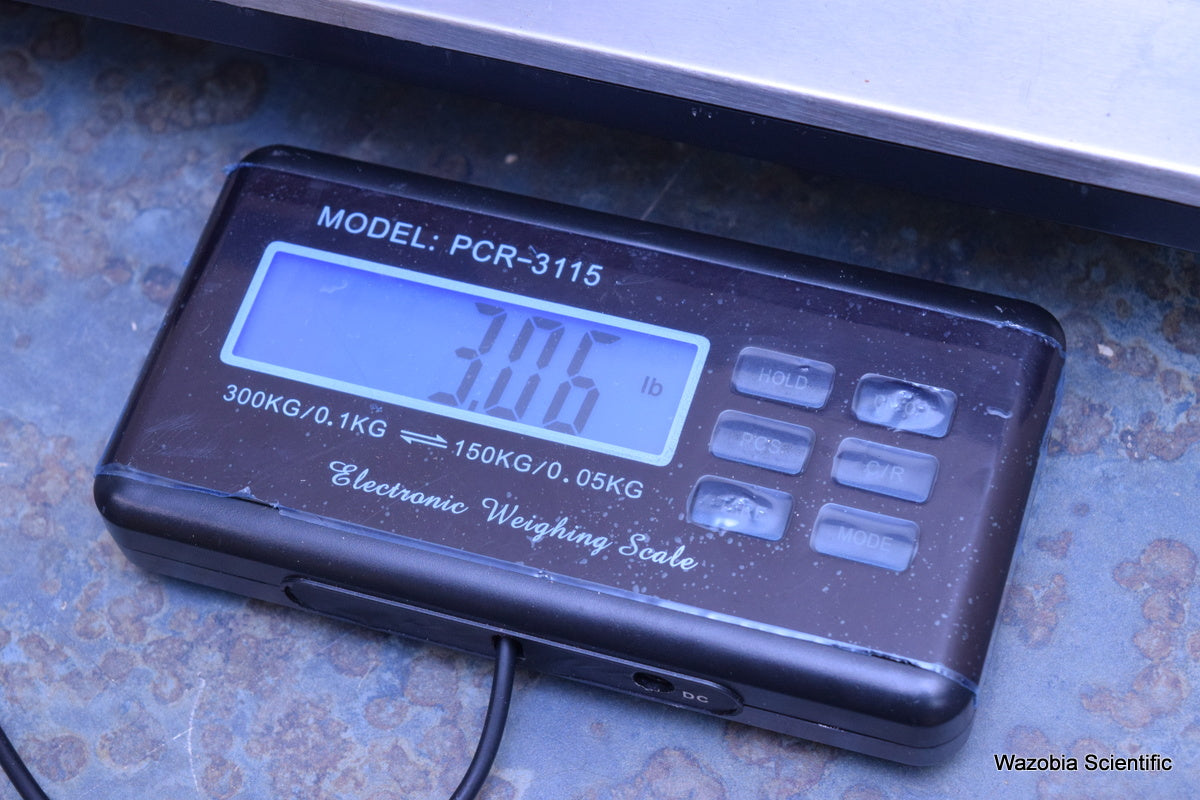 MODEL: PCR-3115
3.06 lb
300KG/0.1KG ⇌ 150KG/0.05KG
Electronic Weighing Scale
HOLD
PCS.
O/R
MODE
DC
Wazobia Scientific